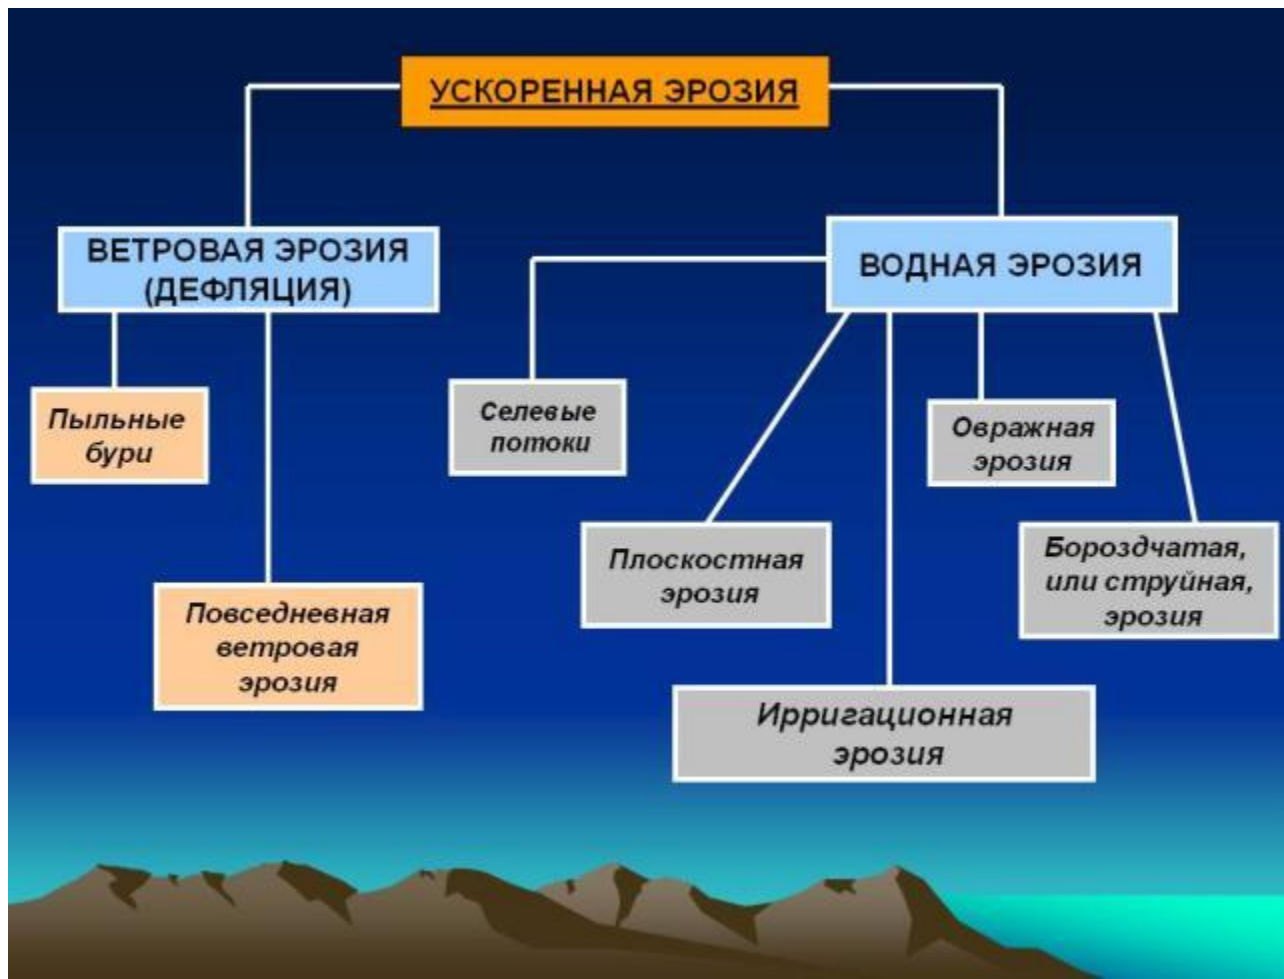 УСКОРЕННАЯ ЭРОЗИЯ
ВЕТРОВАЯ ЭРОЗИЯ
(ДЕФЛЯЦИЯ)
ВОДНАЯ ЭРОЗИЯ
Пыльные
бури
Селевые
потоки
Овражная
эрозия
Плоскостная
эрозия
Бороздчатая,
или струйная,
эрозия
Повседневная
ветровая
эрозия
Ирригационная
эрозия